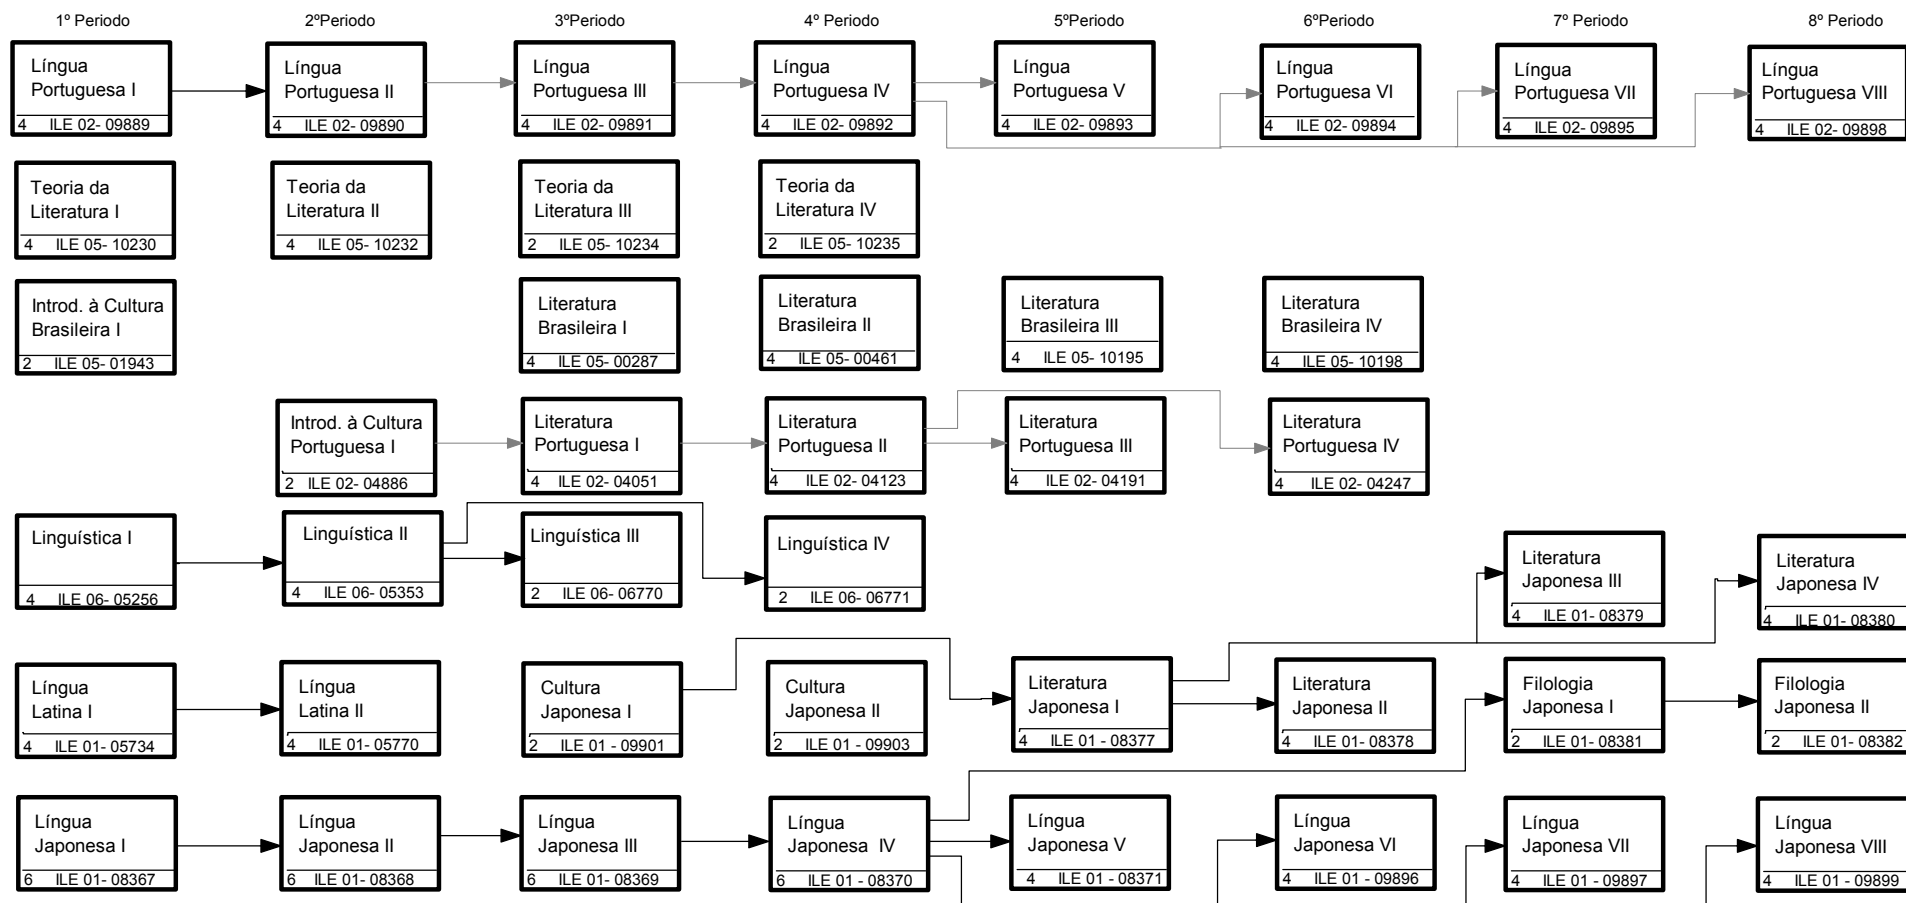 1º Periodo
2ºPeriodo
3ºPeriodo
4º Periodo
5ºPeriodo
6ºPeriodo
7º Periodo
8º Periodo
Língua
Portuguesa I
4 ILE 02- 09889
Língua
Portuguesa II
4 ILE 02- 09890
Língua
Portuguesa III
4 ILE 02- 09891
Língua
Portuguesa IV
4 ILE 02- 09892
Língua
Portuguesa V
4 ILE 02- 09893
Língua
Portuguesa VI
4 ILE 02- 09894
Língua
Portuguesa VII
4 ILE 02- 09895
Língua
Portuguesa VIII
4 ILE 02- 09898
Teoria da
Literatura I
4 ILE 05- 10230
Teoria da
Literatura II
4 ILE 05- 10232
Teoria da
Literatura III
2 ILE 05- 10234
Teoria da
Literatura IV
2 ILE 05- 10235
Introd. à Cultura
Brasileira I
2 ILE 05- 01943
Literatura
Brasileira I
4 ILE 05- 00287
Literatura
Brasileira II
4 ILE 05- 00461
Literatura
Brasileira III
4 ILE 05- 10195
Literatura
Brasileira IV
4 ILE 05- 10198
Introd. à Cultura
Portuguesa I
2 ILE 02- 04886
Literatura
Portuguesa I
4 ILE 02- 04051
Literatura
Portuguesa II
4 ILE 02- 04123
Literatura
Portuguesa III
4 ILE 02- 04191
Literatura
Portuguesa IV
4 ILE 02- 04247
Linguística I
4 ILE 06- 05256
Linguística II
4 ILE 06- 05353
Linguística III
2 ILE 06- 06770
Linguística IV
2 ILE 06- 06771
Literatura
Japonesa III
4 ILE 01- 08379
Literatura
Japonesa IV
4 ILE 01- 08380
Língua
Latina I
4 ILE 01- 05734
Língua
Latina II
4 ILE 01- 05770
Cultura
Japonesa I
2 ILE 01 - 09901
Cultura
Japonesa II
2 ILE 01 - 09903
Literatura
Japonesa I
4 ILE 01 - 08377
Literatura
Japonesa II
4 ILE 01- 08378
Filologia
Japonesa I
2 ILE 01- 08381
Filologia
Japonesa II
2 ILE 01- 08382
Língua
Japonesa I
6 ILE 01- 08367
Língua
Japonesa II
6 ILE 01- 08368
Língua
Japonesa III
6 ILE 01- 08369
Língua
Japonesa IV
6 ILE 01 - 08370
Língua
Japonesa V
4 ILE 01 - 08371
Língua
Japonesa VI
4 ILE 01 - 09896
Língua
Japonesa VII
4 ILE 01 - 09897
Língua
Japonesa VIII
4 ILE 01 - 09899